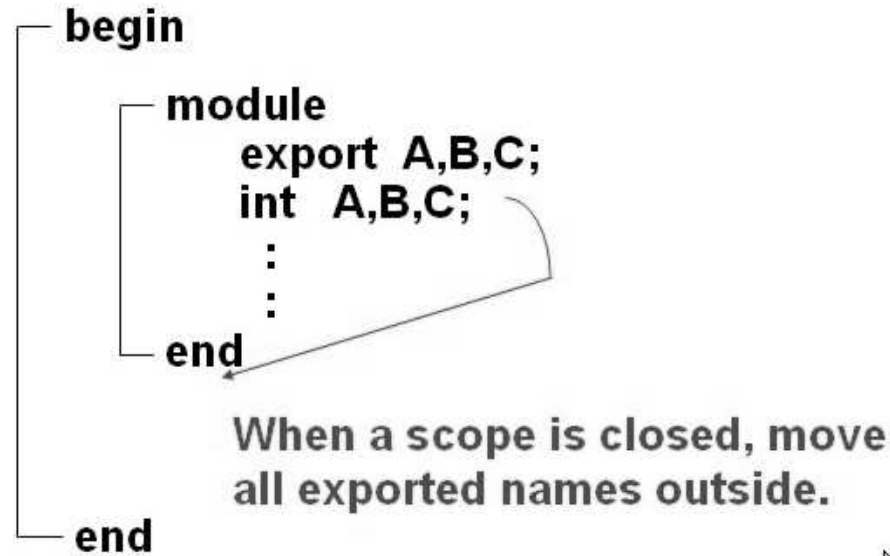 begin
module
export A,B,C;
int A,B,C;
:
:
end
When a scope is closed, move
all exported names outside.
end